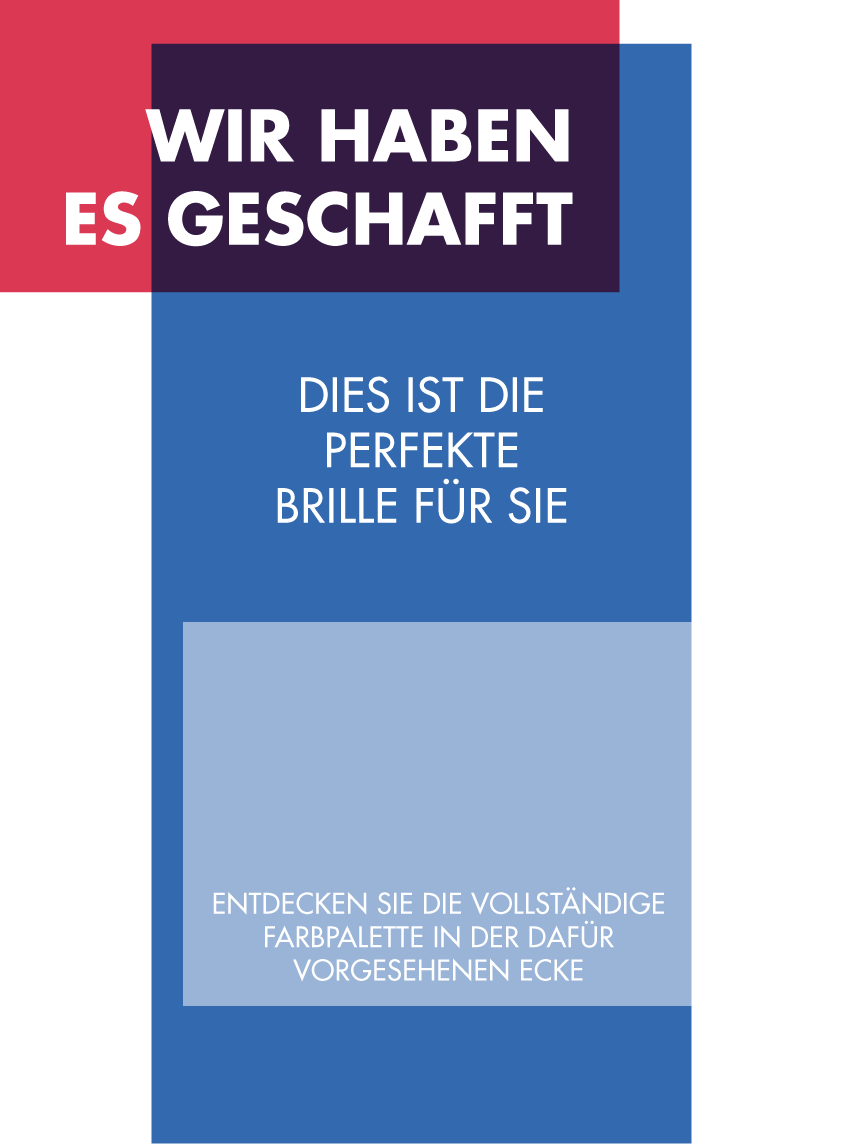 WIR HABEN
ES GESCHAFFT
DIES IST DIE
PERFEKTE
BRILLE FÜR SIE
ENTDECKEN SIE DIE VOLLSTÄNDIGE
FARBPALETTE IN DER DAFÜR
VORGESEHENEN ECKE